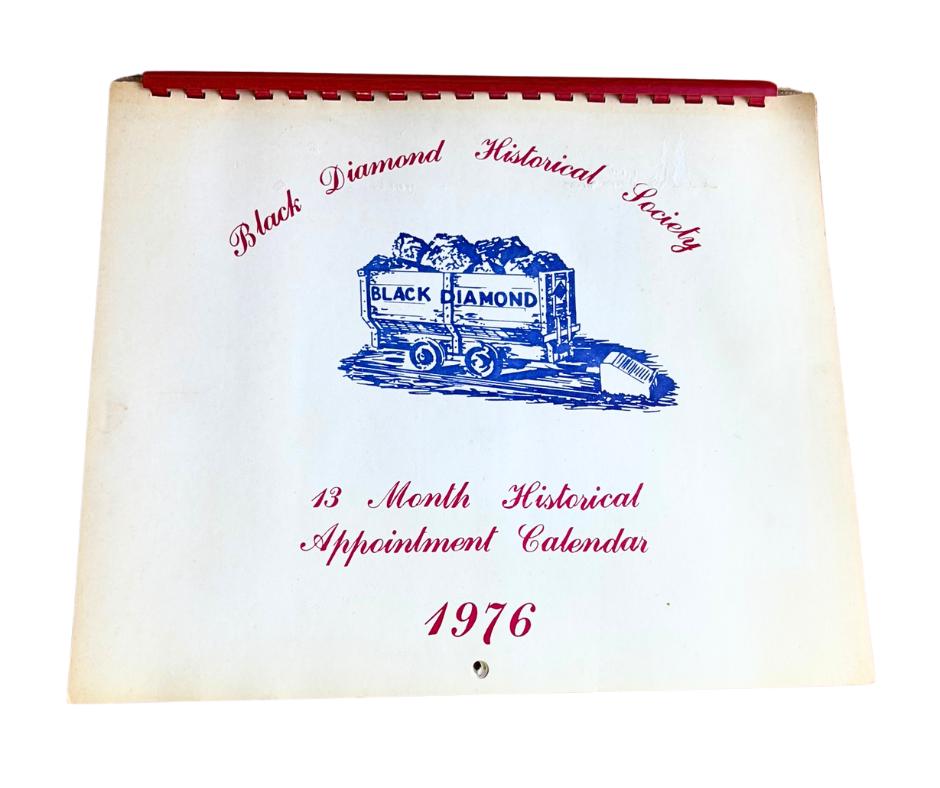 Black Diamond Historical Society
BLACK DIAMOND
13 Month Historical
Appointment Calendar
1976